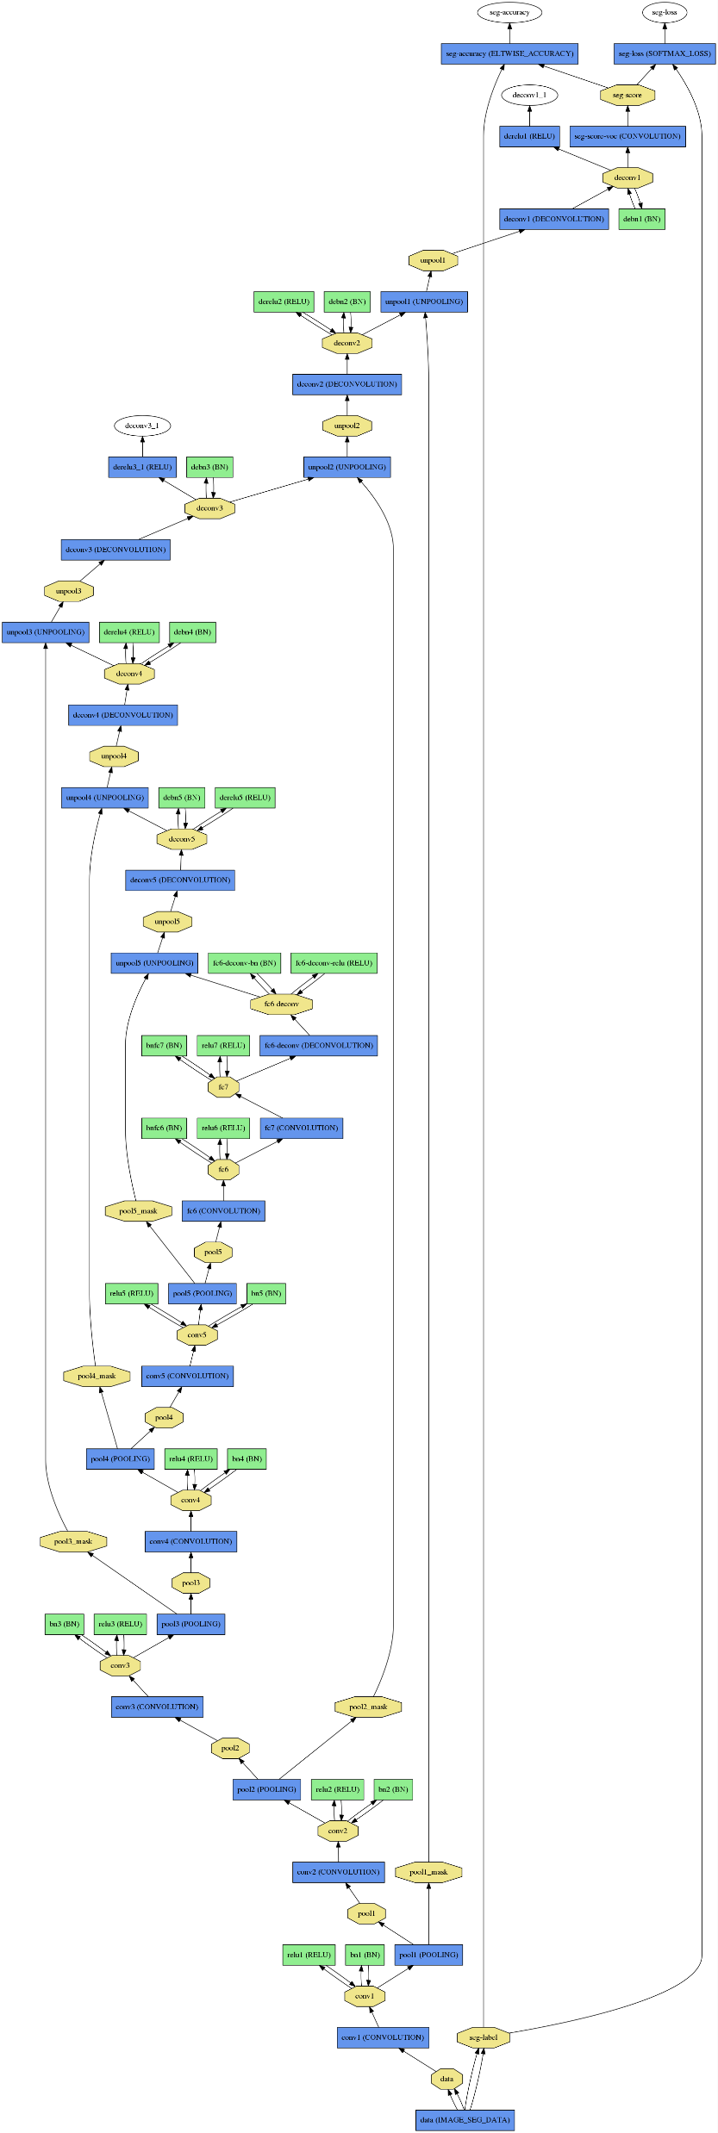 seg-accuracy
seg-loss
seg-accuracy (ELTWISE_ACCURACY)
seg-loss (SOFTMAX_LOSS)
deconv1_1
seg-score
derelu1 (RELU)
seg-score-voc (CONVOLUTION)
deconv1
deconv1 (DECONVOLUTION)
debn1 (BN)
unpool1
derelu2 (RELU)
debn2 (BN)
unpool1 (UNPOOLING)
deconv2
deconv2 (DECONVOLUTION)
deconv3_1
unpool2
derelu3_1 (RELU)
debn3 (BN)
unpool2 (UNPOOLING)
deconv3
deconv3 (DECONVOLUTION)
unpool3
unpool3 (UNPOOLING)
derelu4 (RELU)
debn4 (BN)
deconv4
deconv4 (DECONVOLUTION)
unpool4
unpool4 (UNPOOLING)
debn5 (BN)
derelu5 (RELU)
deconv5
deconv5 (DECONVOLUTION)
unpool5
unpool5 (UNPOOLING)
fc6-deconv-bn (BN)
fc6-deconv-relu (RELU)
fc6-deconv
bnfc7 (BN)
relu7 (RELU)
fc6-deconv (DECONVOLUTION)
fc7
bnfc6 (BN)
relu6 (RELU)
fc7 (CONVOLUTION)
fc6
pool5_mask
fc6 (CONVOLUTION)
pool5
relu5 (RELU)
pool5 (POOLING)
bn5 (BN)
conv5
pool4_mask
conv5 (CONVOLUTION)
pool4
pool4 (POOLING)
relu4 (RELU)
bn4 (BN)
conv4
pool3_mask
conv4 (CONVOLUTION)
pool3
bn3 (BN)
relu3 (RELU)
pool3 (POOLING)
conv3
conv3 (CONVOLUTION)
pool2_mask
pool2
pool2 (POOLING)
relu2 (RELU)
bn2 (BN)
conv2
conv2 (CONVOLUTION)
pool1_mask
pool1
relu1 (RELU)
bn1 (BN)
pool1 (POOLING)
conv1
conv1 (CONVOLUTION)
seg-label
data
data (IMAGE_SEG_DATA)